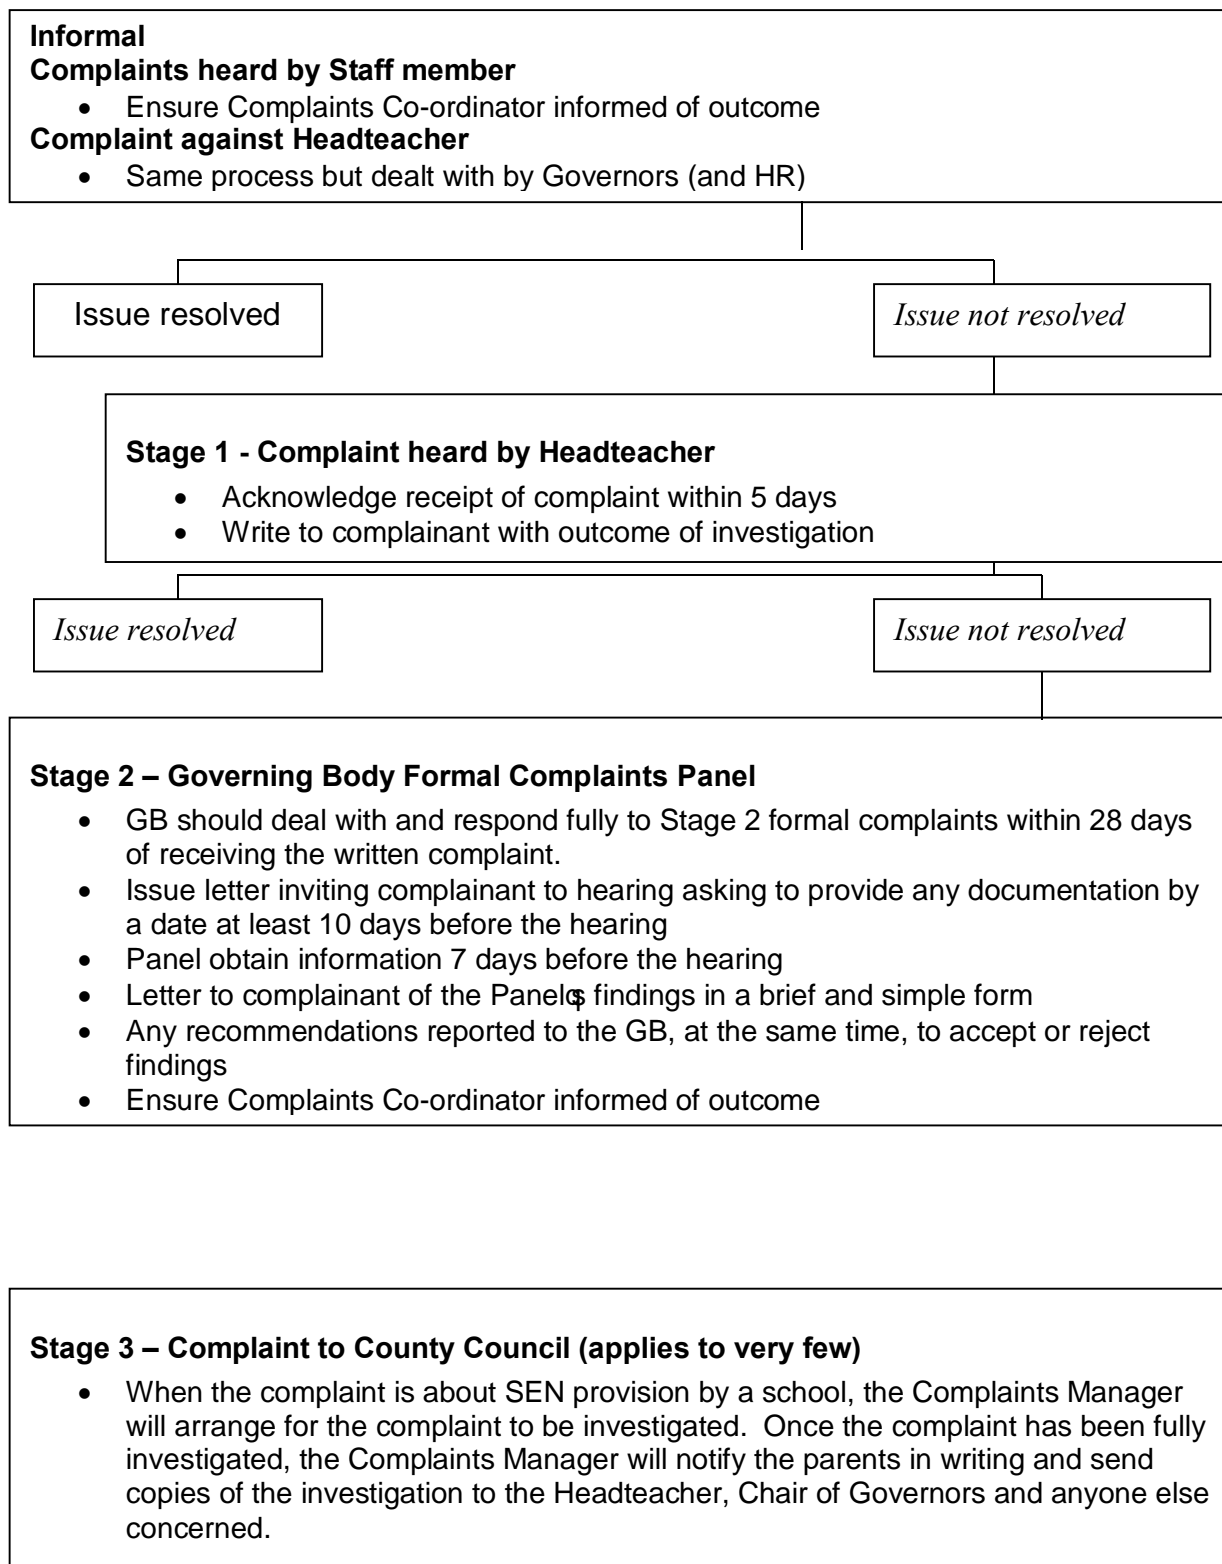 Informal
Complaints heard by Staff member
• Ensure Complaints Co-ordinator informed of outcome
Complaint against Headteacher
• Same process but dealt with by Governors (and HR)
Issue resolved
Issue not resolved
Stage 1 - Complaint heard by Headteacher
• Acknowledge receipt of complaint within 5 days
• Write to complainant with outcome of investigation
Issue resolved
Issue not resolved
Stage 2 – Governing Body Formal Complaints Panel
• GB should deal with and respond fully to Stage 2 formal complaints within 28 days
of receiving the written complaint.
• Issue letter inviting complainant to hearing asking to provide any documentation by
a date at least 10 days before the hearing
• Panel obtain information 7 days before the hearing
• Letter to complainant of the findings in a brief and simple form
• Any recommendations reported to the GB, at the same time, to accept or reject
findings
• Ensure Complaints Co-ordinator informed of outcome
Stage 3 – Complaint to County Council (applies to very few)
• When the complaint is about SEN provision by a school, the Complaints Manager
will arrange for the complaint to be investigated.  Once the complaint has been fully
investigated, the Complaints Manager will notify the parents in writing and send
copies of the investigation to the Headteacher, Chair of Governors and anyone else
concerned.